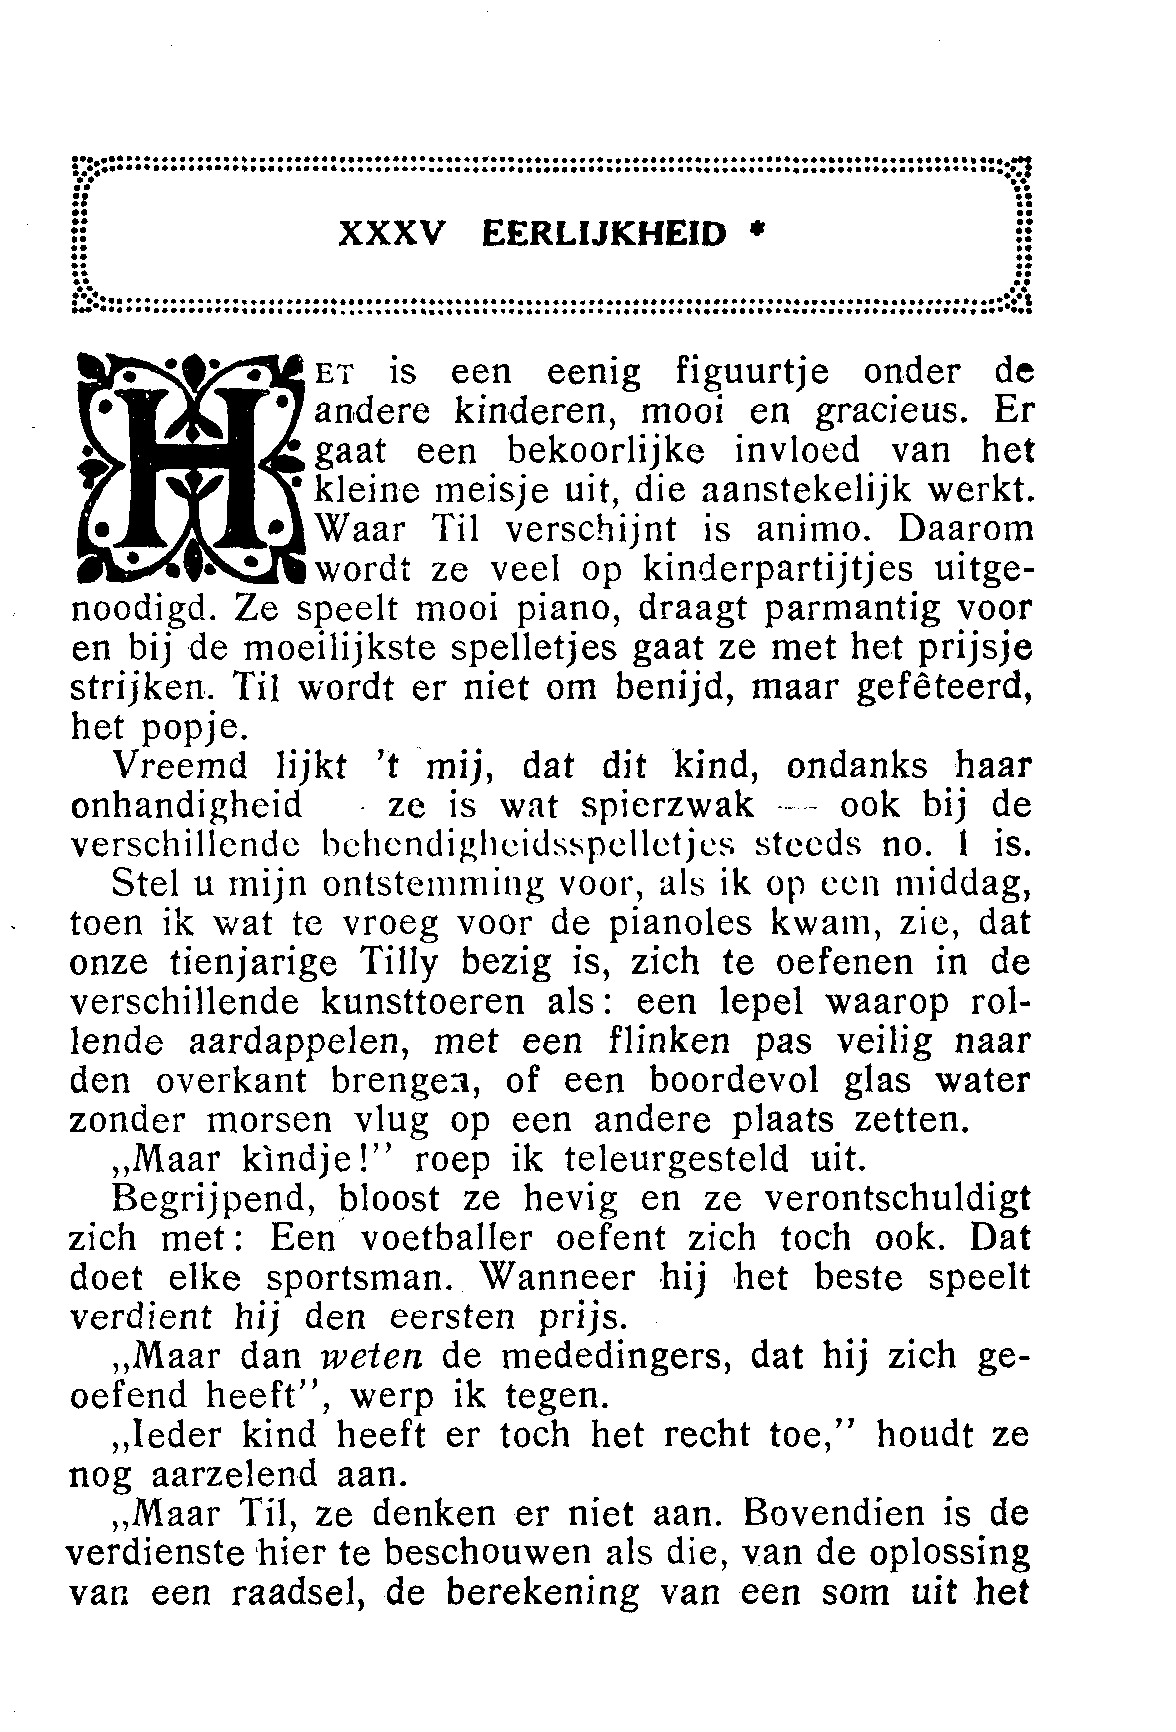 XXXV EERLIJKHEID *
HET is een eenig figuurtje onder de
andere kinderen, mooi en gracieus. Er
gaat een bekoorlijke invloed van het
kleine meisje uit, die aanstekelijk werkt.
Waar Til verschijnt is animo. Daarom
wordt ze veel op kinderpartijtjes uitge-
noodigd. Ze speelt mooi piano, draagt parmantig voor
en bij de moeilijkste spelletjes gaat ze met het prijsje
strijken. Til wordt er niet om benijd, maar gefêteerd,
het popje.
Vreemd lijkt 't mij, dat dit kind, ondanks haar
onhandigheid — ze is wat spierzwak — ook bij de
verschillende behendigheidsspelletjes steeds no. 1 is.
Stel u mijn ontstemming voor, als ik op een middag,
toen ik wat te vroeg voor de pianoles kwam, zie, dat
onze tienjarige Tilly bezig is, zich te oefenen in de
verschillende kunsttoeren als: een lepel waarop rol-
lende aardappelen, met een flinken pas veilig naar
den overkant brengen, of een boordevol glas water
zonder morsen vlug op een andere plaats zetten.
„Maar kìndje!” roep ik teleurgesteld uit.
Begrijpend, bloost ze hevig en ze verontschuldigt
zich met: Een voetballer oefent zich toch ook. Dat
doet elke sportsman. Wanneer hij het beste speelt
verdient hij den eersten prijs.
„Maar dan weten de mededingers, dat hij zich ge-
oefend heeft”, werp ik tegen.
„Ieder kind heeft er toch het recht toe,” houdt ze
nog aarzelend aan.
„Maar Til, ze denken er niet aan. Bovendien is de
verdienste hier te beschouwen als die, van de oplossing
van een raadsel, de berekening van een som uit het